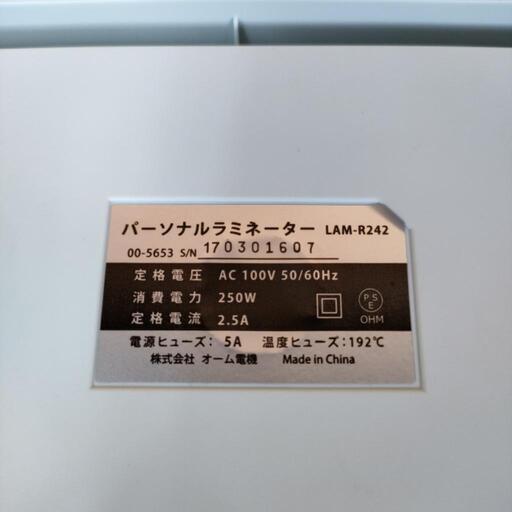 パーソナルラミネーター LAM-R242
00-5653 S/N 170301607
定格電圧 AC 100V 50/60Hz
消費電力 250W
定格電流 2.5A
PSE
OHM
電源ヒューズ: 5A 温度ヒューズ:192℃
株式会社 オーム電機 Made in China